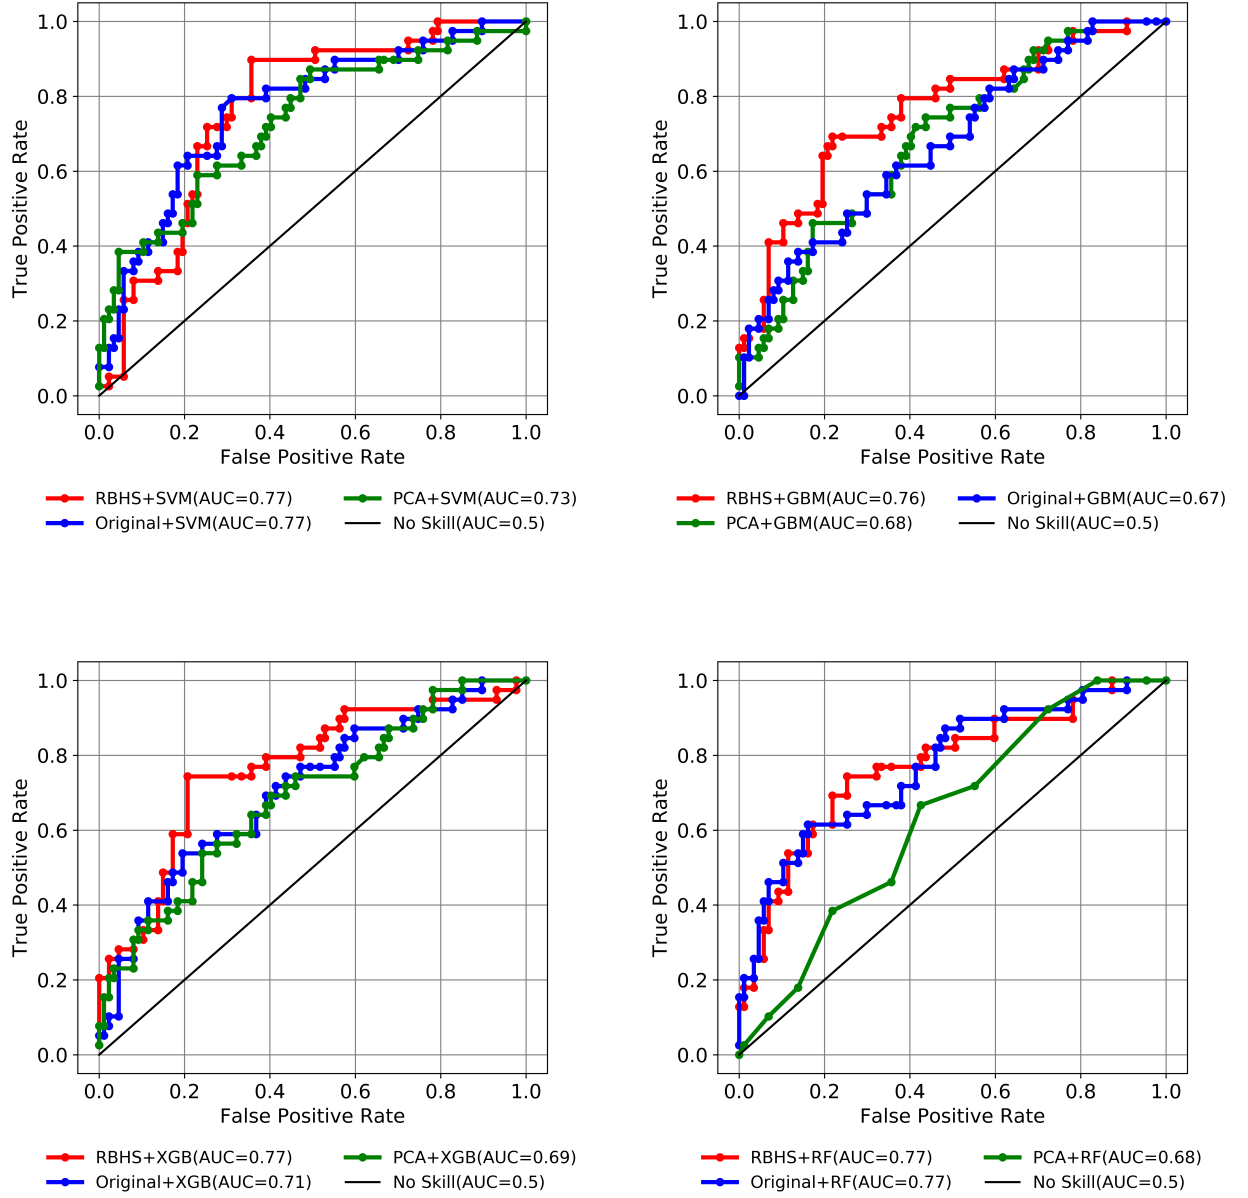 1.0
0.8
0.6
0.4
0.2
0.0
True Positive Rate
0.0 0.2 0.4 0.6 0.8 1.0
False Positive Rate
RBHS+SVM(AUC=0.77) PCA+SVM(AUC=0.73)
Original+SVM(AUC=0.77) No Skill(AUC=0.5)
1.0
0.8
0.6
0.4
0.2
0.0
True Positive Rate
0.0 0.2 0.4 0.6 0.8 1.0
False Positive Rate
RBHS+GBM(AUC=0.76) Original+GBM(AUC=0.67)
PCA+GBM(AUC=0.68) No Skill(AUC=0.5)
1.0
0.8
0.6
0.4
0.2
0.0
True Positive Rate
0.0 0.2 0.4 0.6 0.8 1.0
False Positive Rate
RBHS+XGB(AUC=0.77) PCA+XGB(AUC=0.69)
Original+XGB(AUC=0.71) No Skill(AUC=0.5)
1.0
0.8
0.6
0.4
0.2
0.0
True Positive Rate
0.0 0.2 0.4 0.6 0.8 1.0
False Positive Rate
RBHS+RF(AUC=0.77) PCA+RF(AUC=0.68)
Original+RF(AUC=0.77) No Skill(AUC=0.5)